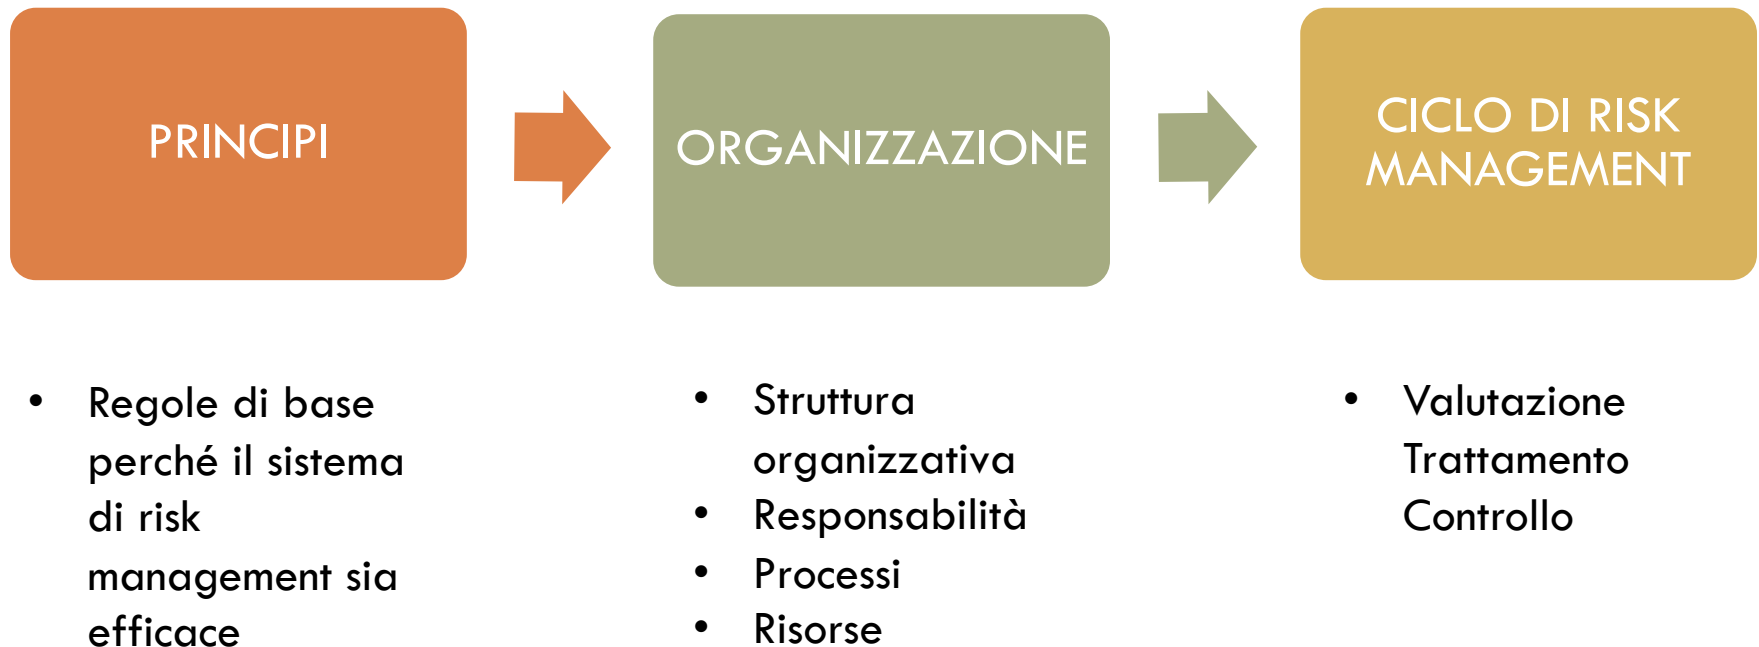 PRINCIPI
ORGANIZZAZIONE
CICLO DI RISK
MANAGEMENT
• Regole di base
perché il sistema
di risk
management sia
efficace
• Struttura
organizzativa
• Responsabilità
• Processi
• Risorse
• Valutazione
Trattamento
Controllo